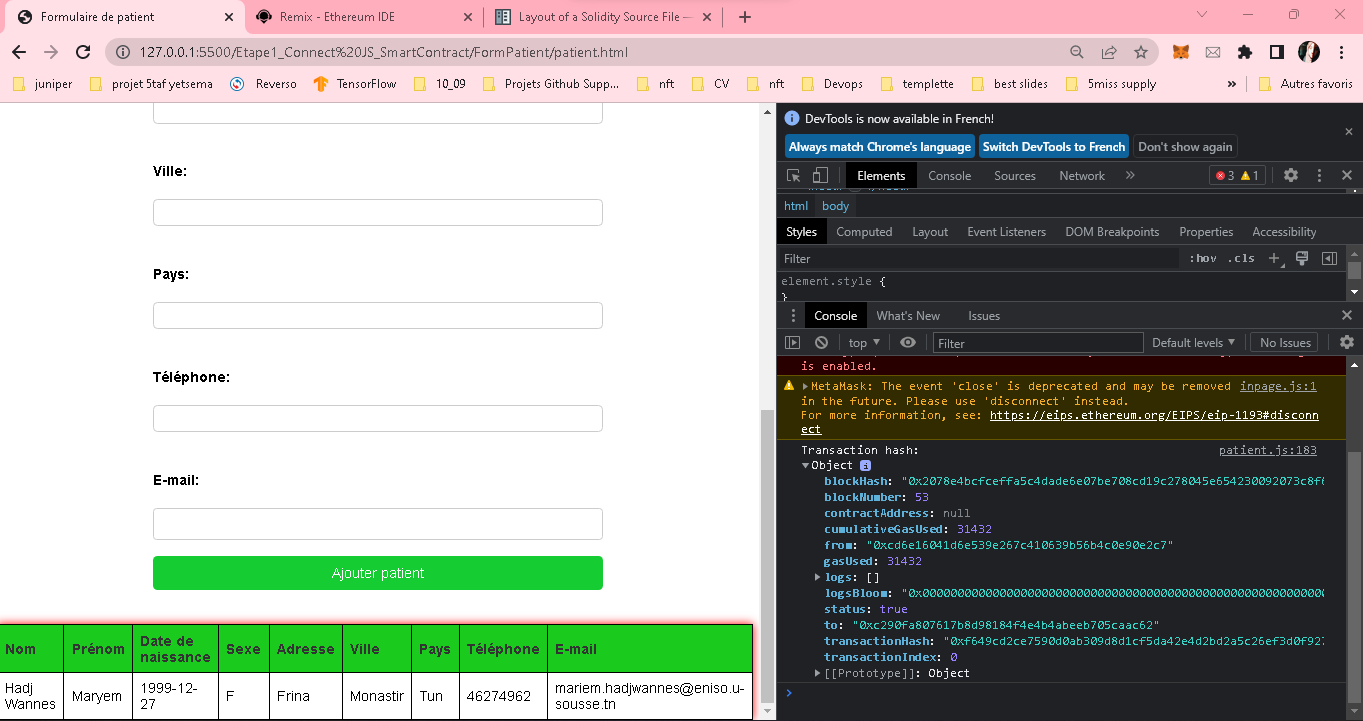 Formulaire de patient
Remix - Ethereum IDE
Layout of a Solidity Source File —
127.0.0.1:5500/Etape1_Connect%20JS_SmartContract/FormPatient/patient.html
juniper
projet 5taf yetsema
Reverso
TensorFlow
10_09
Projets Github Supp...
nft
CV
nft
Devops
templette
best slides
5miss supply
»
Autres favoris
Ville:
Pays:
Téléphone:
E-mail:
Ajouter patient
Nom Prénom Date de naissance Sexe Adresse Ville Pays Téléphone E-mail
Hadj Wannes Maryem 1999-12-27 F Frina Monastir Tun 46274962 mariem.hadjwannes@eniso.u-sousse.tn
DevTools is now available in French!
Always match Chrome's language Switch DevTools to French Don't show again
Elements Console Sources Network » 3 1
html body
Styles Computed Layout Event Listeners DOM Breakpoints Properties Accessibility
Filter :hov .cls +
element.style {
}
Console What's New Issues
top Filter Default levels No Issues
is enabled.
MetaMask: The event 'close' is deprecated and may be removed inpage.js:1
in the future. Please use 'disconnect' instead.
For more information, see: https://eips.ethereum.org/EIPS/eip-1193#disconn
ect
Transaction hash: patient.js:183
Object i
blockHash: "0x2078e4bcfceffa5c4dade6e07be708cd19c278045e654230092073c8f6
blockNumber: 53
contractAddress: null
cumulativeGasUsed: 31432
from: "0xcd6e16041d6e539e267c410639b56b4c0e90e2c7"
gasUsed: 31432
logs: []
logsBloom: "0x00000000000000000000000000000000000000000000000000000000000
status: true
to: "0xc290fa807617b8d98184f4e4b4abeeb705caac62"
transactionHash: "0xf649cd2ce7590d0ab309d8d1cf5da42e4d2bd2a5c26ef3d0f927
transactionIndex: 0
[[Prototype]]: Object